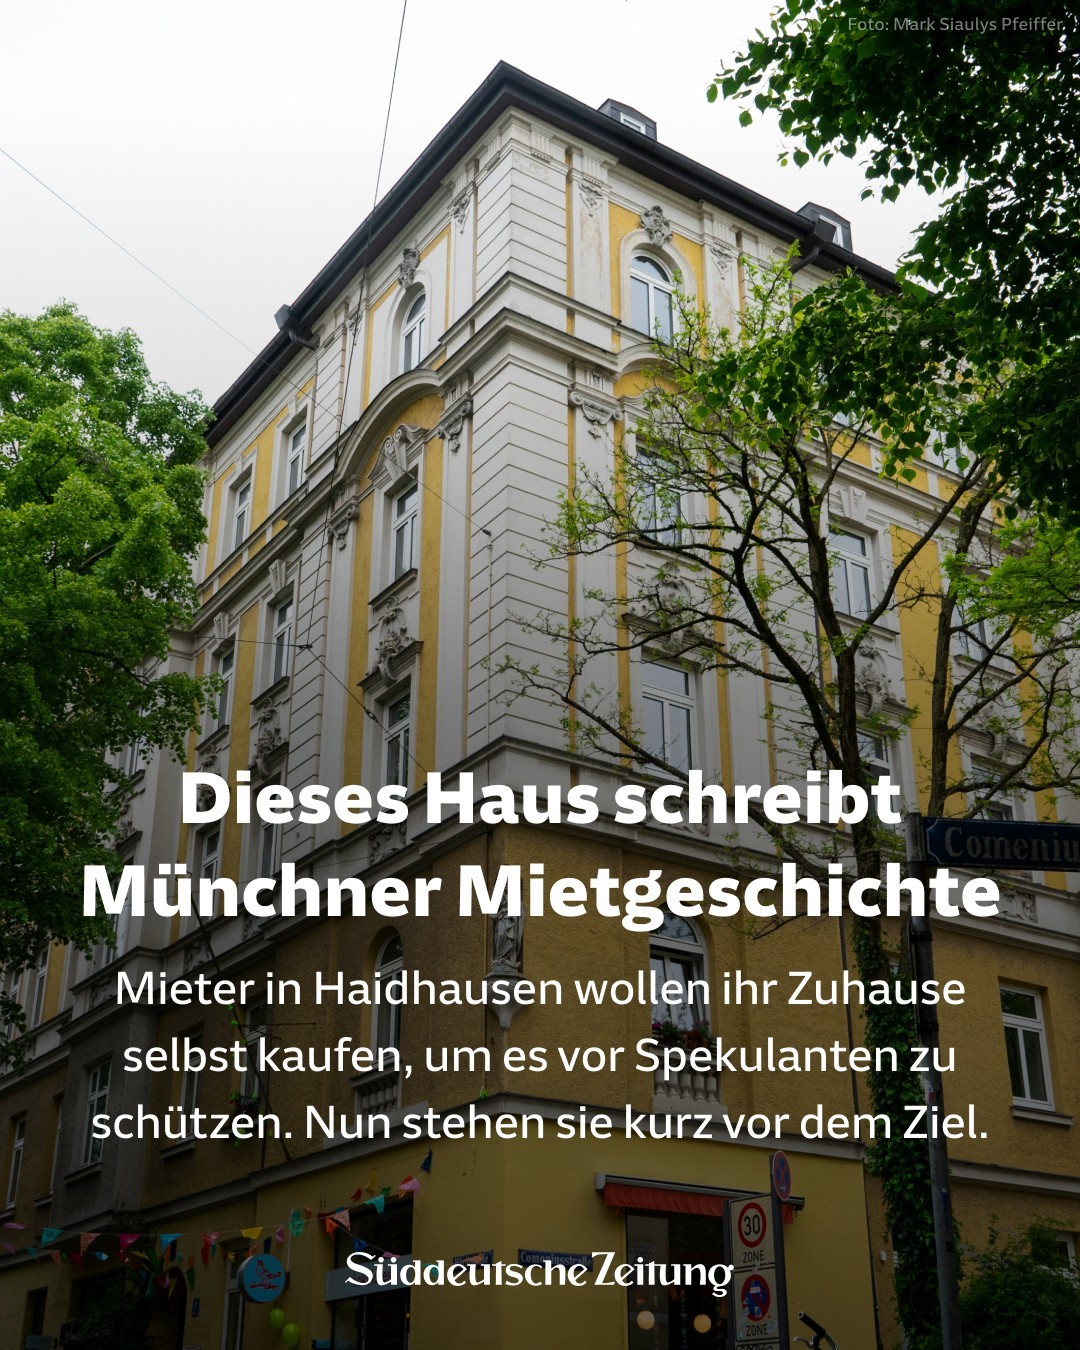 Foto: Mark Siaulys Pfeiffer
Comeniu
Dieses Haus schreibt
Münchner Mietgeschichte
Mieter in Haidhausen wollen ihr Zuhause
selbst kaufen, um es vor Spekulanten zu
schützen. Nun stehen sie kurz vor dem Ziel.
30
ZONE
Comeniusstraße
Süddeutsche Zeitung
ZONE